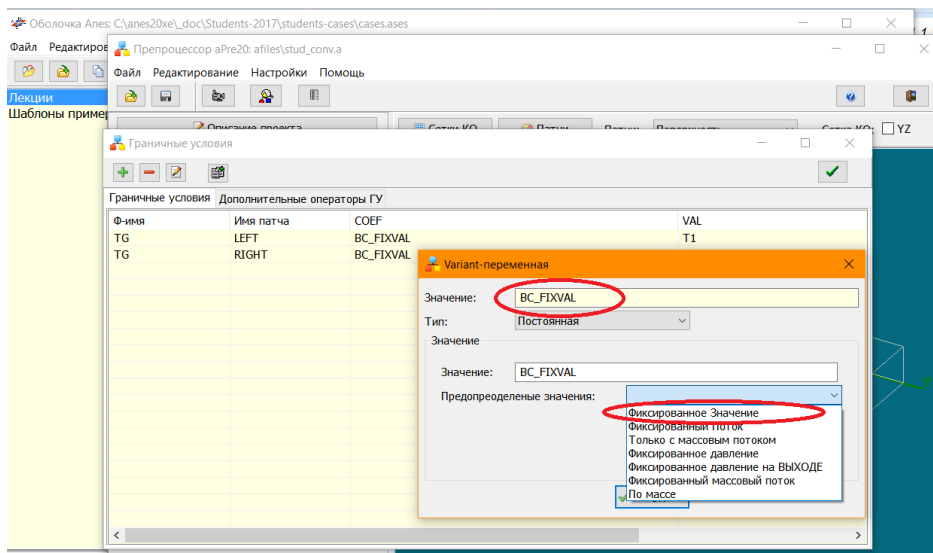 Оболочка Anes: C:\anes20xe\_doc\Students-2017\students-cases\cases.ases
Файл Редактиров
Препроцессор aPre20: afiles\stud_conv.a
Файл Редактирование Настройки Помощь
Лекции
Шаблоны пример
Описание проекта Сетки КО Патчи YZ
Граничные условия
Граничные условия Дополнительные операторы ГУ
Ф-имя Имя патча COEF VAL
TG LEFT BC_FIXVAL T1
TG RIGHT BC_FIXVAL
Variant-переменная
Значение: BC_FIXVAL
Тип: Постоянная
Значение
Значение: BC_FIXVAL
Предопреоделеные значения:
Фиксированное Значение
Фиксированный Поток
Только с массовым потоком
Фиксированное давление
Фиксированное давление на ВЫХОДЕ
Фиксированный массовый поток
По массе